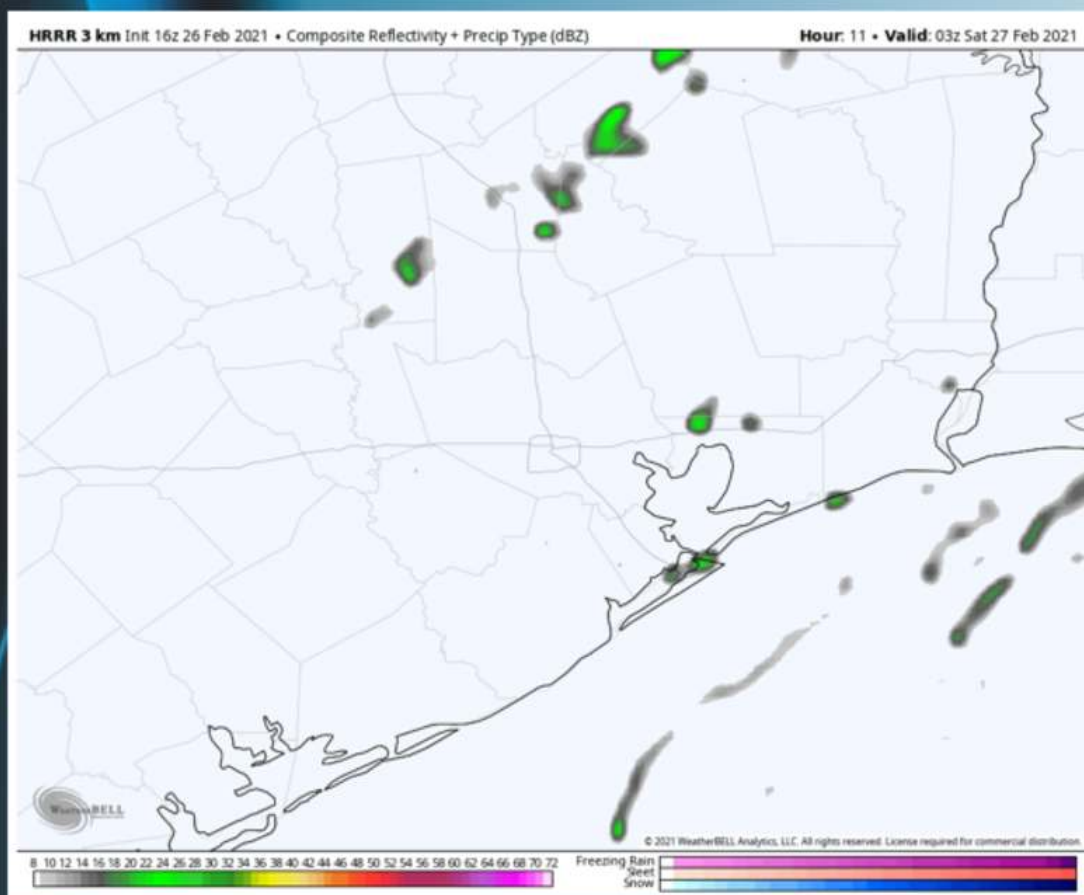 HRRR 3 km Init 16z 26 Feb 2021 • Composite Reflectivity + Precip Type (dBZ)
Hour: 11 • Valid: 03z Sat 27 Feb 2021
WeatherBELL
© 2021 WeatherBELL Analytics, LLC. All rights reserved. License required for commercial distribution.
8 10 12 14 16 18 20 22 24 26 28 30 32 34 36 38 40 42 44 46 48 50 52 54 56 58 60 62 64 66 68 70 72
Freezing Rain
Sleet
Snow